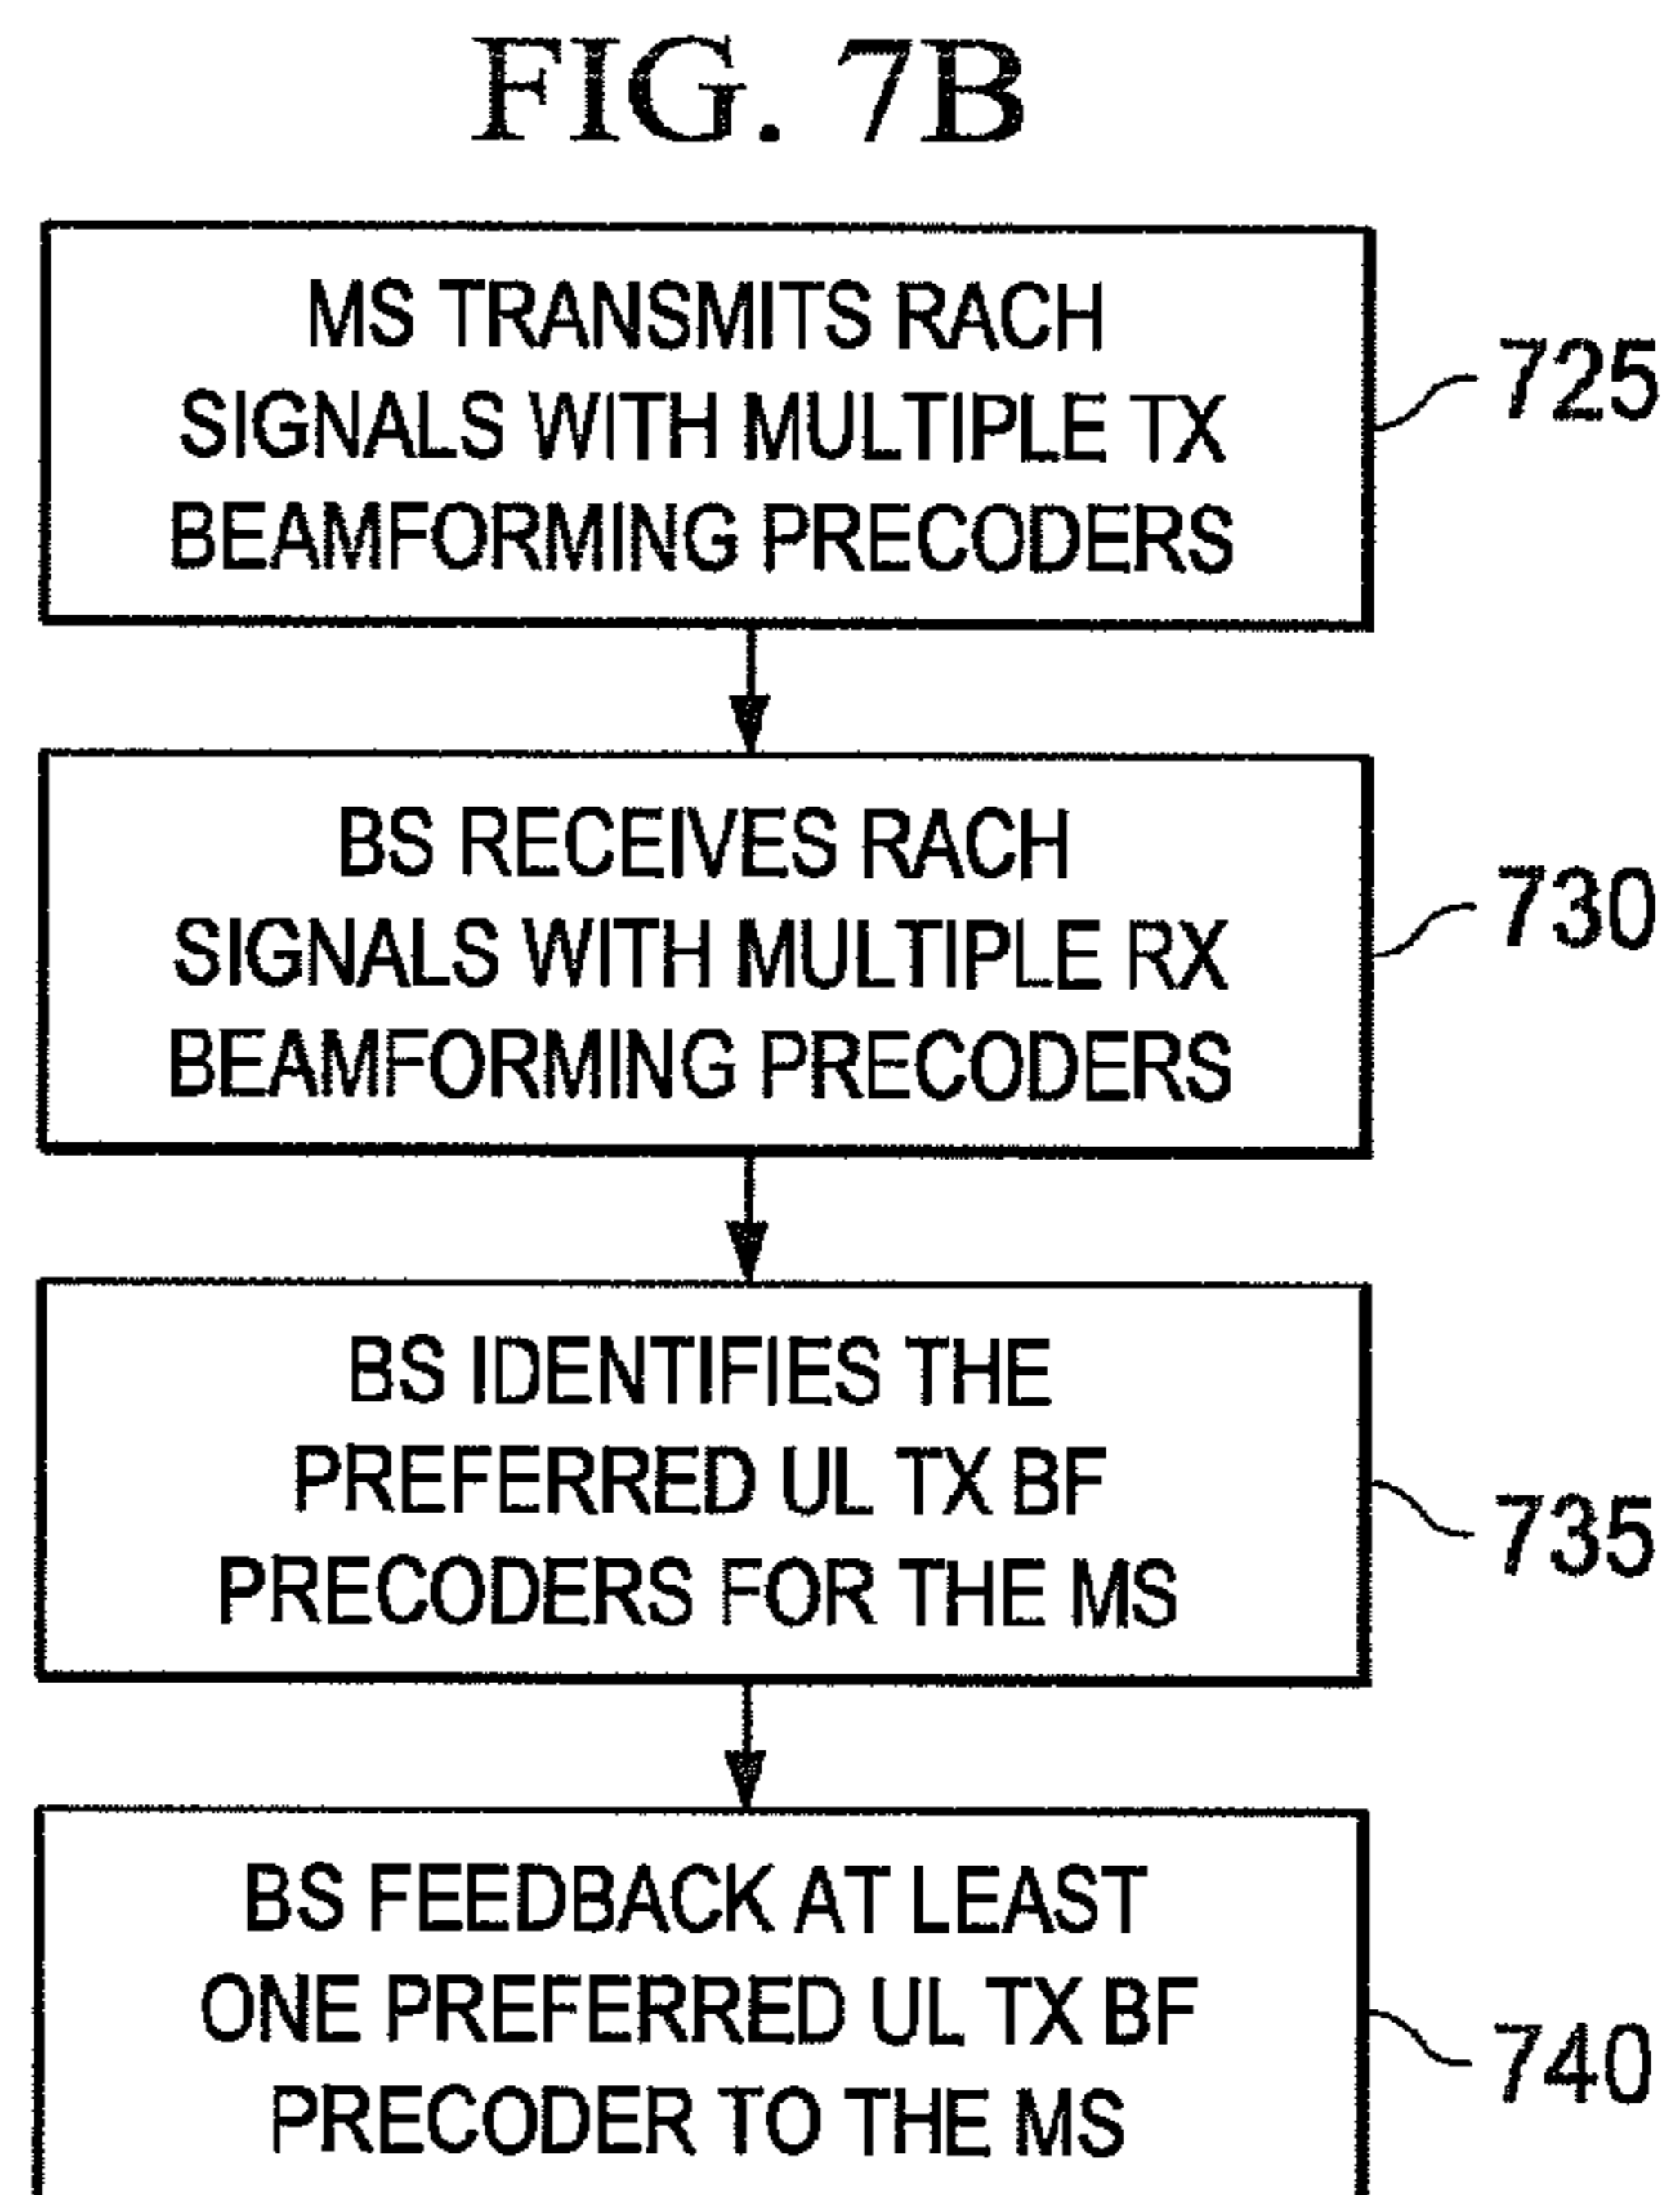 FIG. 7B
MS TRANSMITS RACH
SIGNALS WITH MULTIPLE TX
BEAMFORMING PRECODERS
725
BS RECEIVES RACH
SIGNALS WITH MULTIPLE RX
BEAMFORMING PRECODERS
730
BS IDENTIFIES THE
PREFERRED UL TX BF
PRECODERS FOR THE MS
735
BS FEEDBACK AT LEAST
ONE PREFERRED UL TX BF
PRECODER TO THE MS
740